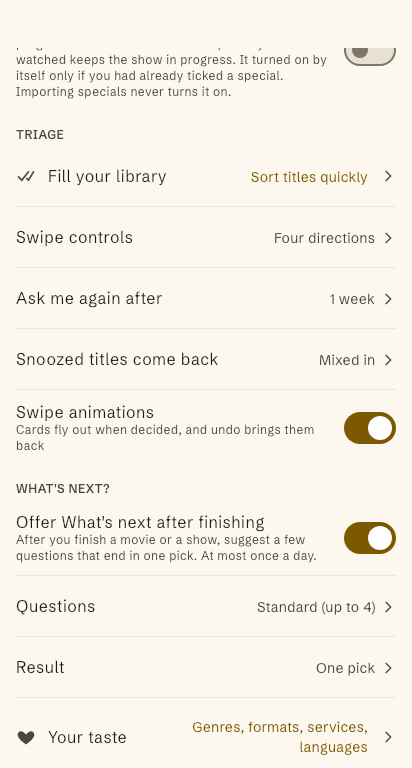 watched keeps the show in progress. It turned on by
itself only if you had already ticked a special.
Importing specials never turns it on.
TRIAGE
Fill your library
Sort titles quickly
Swipe controls
Four directions
Ask me again after
1 week
Snoozed titles come back
Mixed in
Swipe animations
Cards fly out when decided, and undo brings them
back
WHAT'S NEXT?
Offer What's next after finishing
After you finish a movie or a show, suggest a few
questions that end in one pick. At most once a day.
Questions
Standard (up to 4)
Result
One pick
Your taste
Genres, formats, services,
languages